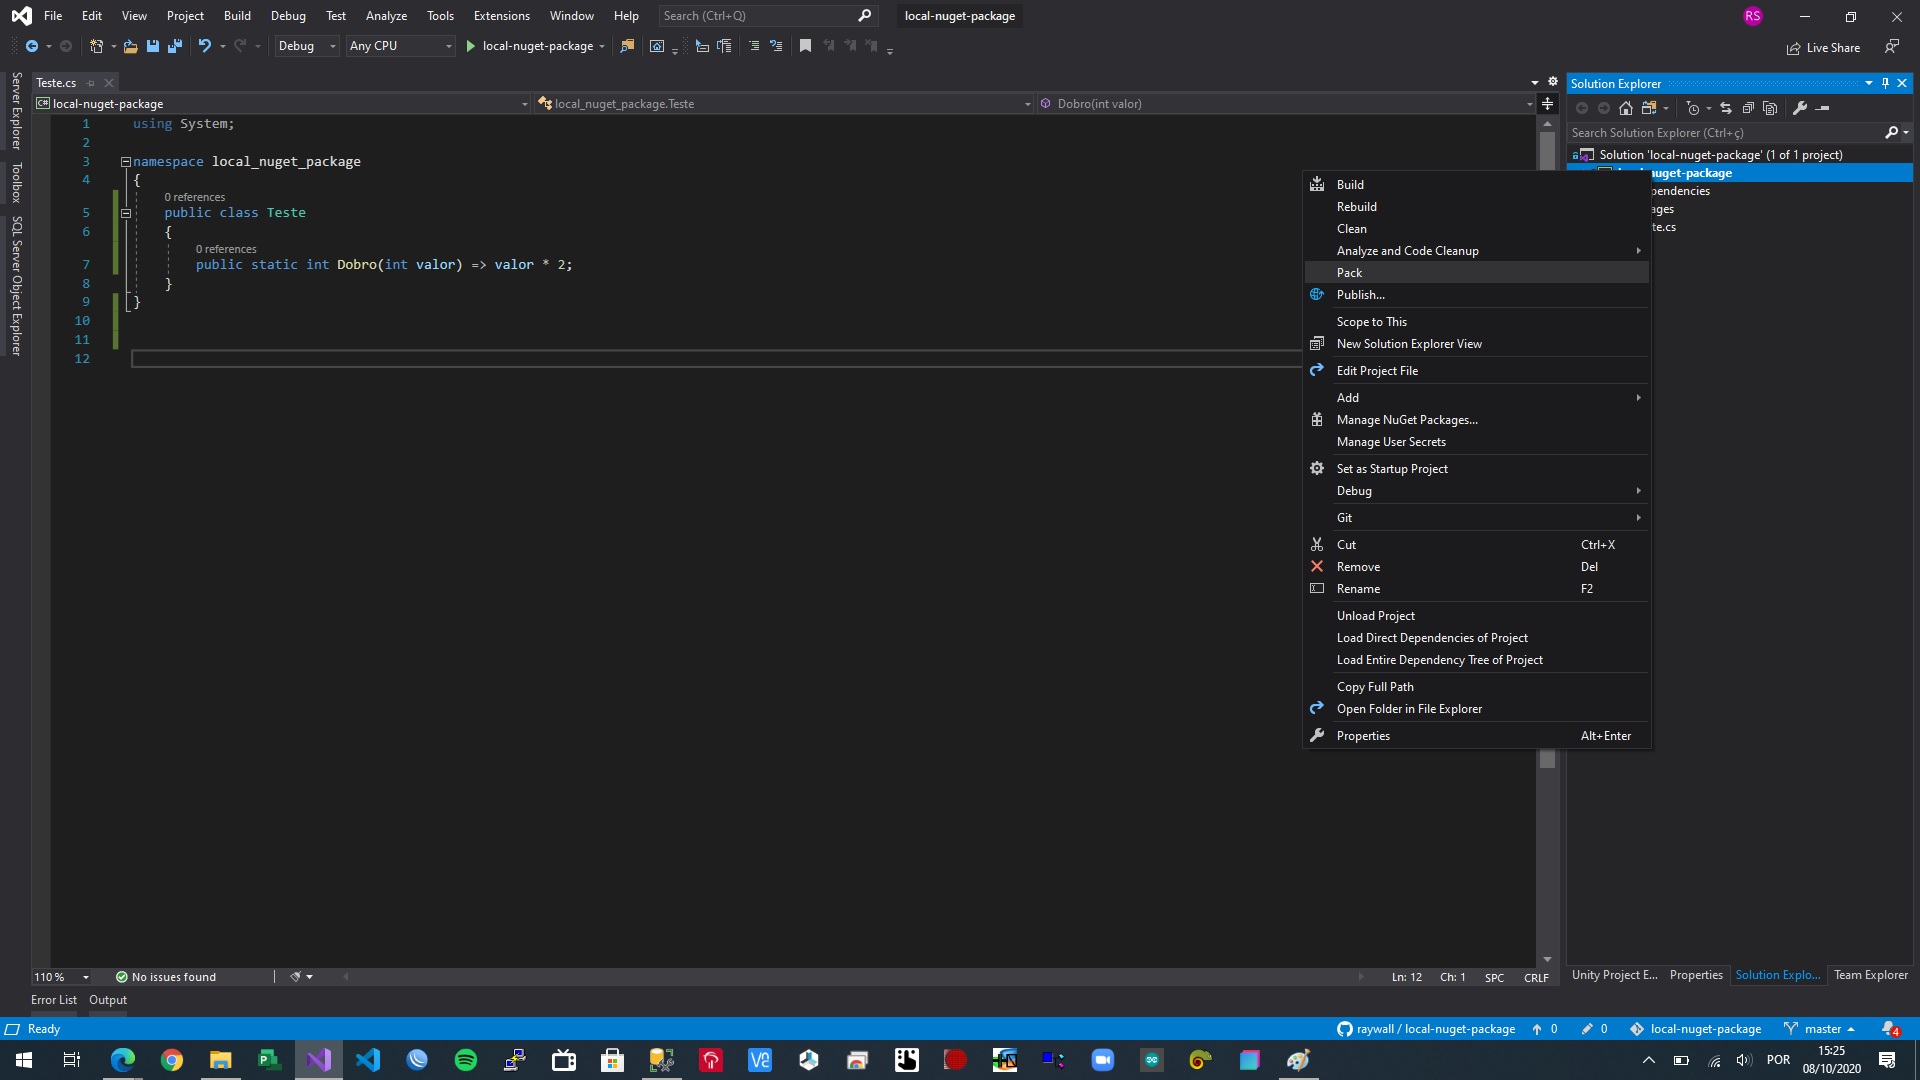 File Edit View Project Build Debug Test Analyze Tools Extensions Window Help Search (Ctrl+Q) local-nuget-package RS
Debug Any CPU local-nuget-package Live Share
Teste.cs
Solution Explorer
C# local-nuget-package local_nuget_package.Teste Dobro(int valor)
Server Explorer
Toolbox
SQL Server Object Explorer
1 using System;
2
3 namespace local_nuget_package
4 {
0 references
5 public class Teste
6 {
0 references
7 public static int Dobro(int valor) => valor * 2;
8 }
9 }
10
11
12
Search Solution Explorer (Ctrl+ç)
Solution 'local-nuget-package' (1 of 1 project)
nuget-package
pendencies
ages
te.cs
Build
Rebuild
Clean
Analyze and Code Cleanup
Pack
Publish...
Scope to This
New Solution Explorer View
Edit Project File
Add
Manage NuGet Packages...
Manage User Secrets
Set as Startup Project
Debug
Git
Cut Ctrl+X
Remove Del
Rename F2
Unload Project
Load Direct Dependencies of Project
Load Entire Dependency Tree of Project
Copy Full Path
Open Folder in File Explorer
Properties Alt+Enter
110 % No issues found Ln: 12 Ch: 1 SPC CRLF
Unity Project E... Properties Solution Explo... Team Explorer
Error List Output
Ready raywall / local-nuget-package 0 0 local-nuget-package master 4
POR
15:25
08/10/2020